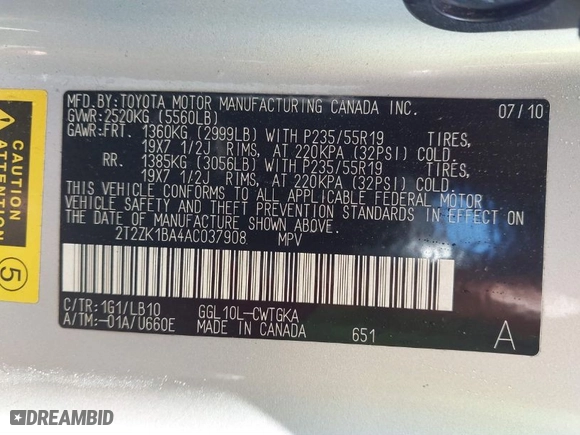 MFD.BY:TOYOTA MOTOR MANUFACTURING CANADA INC.
GVWR:2520KG (5560LB) 07/10
GAWR:FRT. 1360KG (2999LB) WITH P235/55R19 TIRES,
19X7 1/2J RIMS, AT 220KPA (32PSI) COLD.
RR. 1385KG (3056LB) WITH P235/55R19 TIRES,
19X7 1/2J RIMS, AT 220KPA (32PSI) COLD.
THIS VEHICLE CONFORMS TO ALL APPLICABLE FEDERAL MOTOR
VEHICLE SAFETY AND THEFT PREVENTION STANDARDS IN EFFECT ON
THE DATE OF MANUFACTURE SHOWN ABOVE.
2T2ZK1BA4AC037908 MPV
C/TR:1G1/LB10 GGL10L-CWTGKA
A/TM:-01A/U660E MADE IN CANADA 651 A
CAUTION
ATTENTION
5
DREAMBID